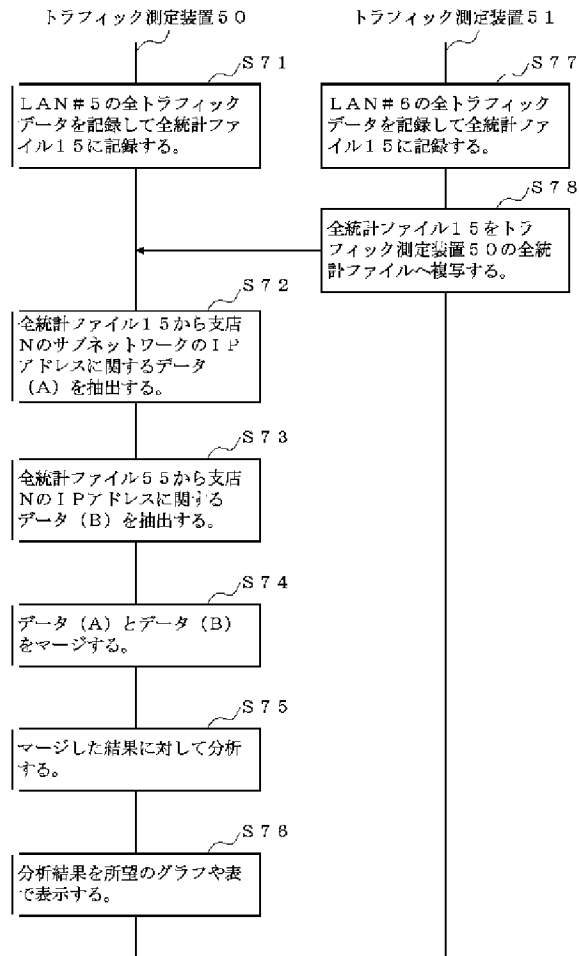 トラフィック測定装置50
トラフィック測定装置51
S71
LAN#5の全トラフィック
データを記録して全統計ファ
イル15に記録する。
S77
LAN#6の全トラフィック
データを記録して全統計ファ
イル15に記録する。
S78
全統計ファイル15をトラ
フィック測定装置50の全統
計ファイルへ複写する。
S72
全統計ファイル15から支店
NのサブネットワークのIP
アドレスに関するデータ
(A)を抽出する。
S73
全統計ファイル55から支店
NのIPアドレスに関する
データ(B)を抽出する。
S74
データ(A)とデータ(B)
をマージする。
S75
マージした結果に対して分析
する。
S76
分析結果を所望のグラフや表
で表示する。